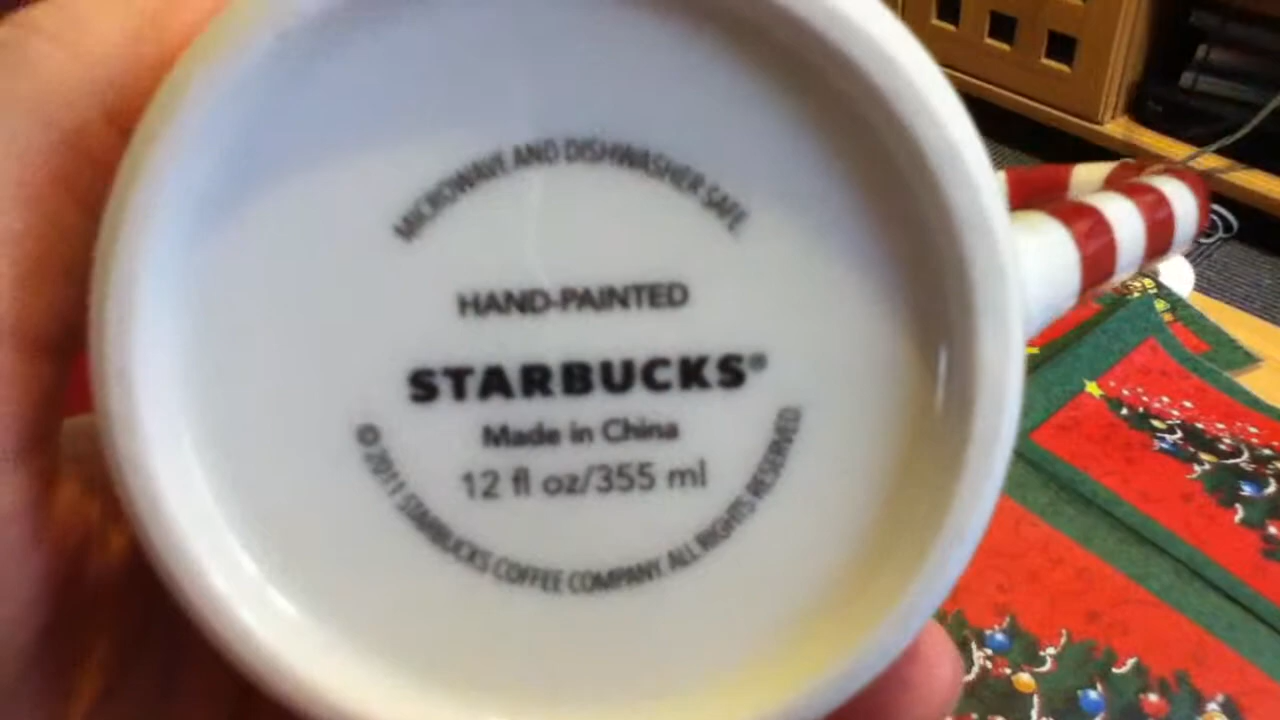 MICROWAVE AND DISHWASHER SAFE
HAND-PAINTED
STARBUCKS®
Made in China
12 fl oz/355 ml
© 2011 STARBUCKS COFFEE COMPANY ALL RIGHTS RESERVED